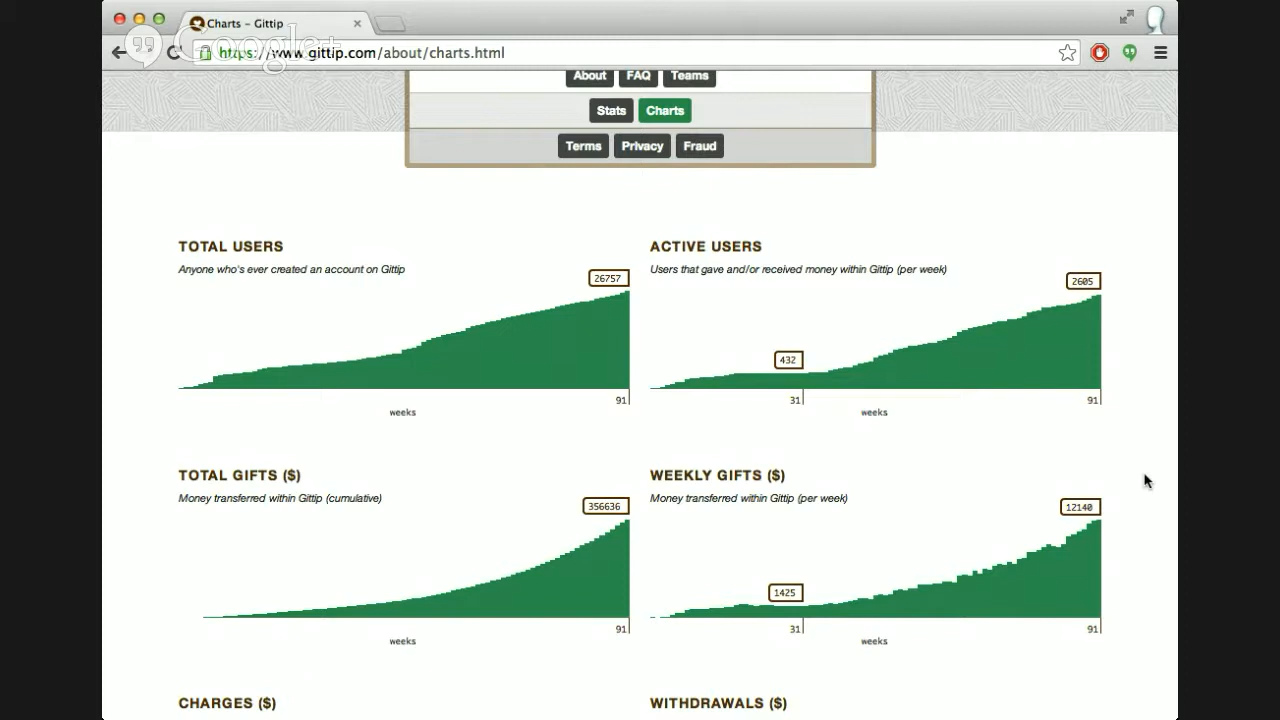 Charts – Gittip
Google+
https://www.gittip.com/about/charts.html
About FAQ Teams
Stats Charts
Terms Privacy Fraud
TOTAL USERS
Anyone who's ever created an account on Gittip
26757
91
weeks
ACTIVE USERS
Users that gave and/or received money within Gittip (per week)
2605
432
31
91
weeks
TOTAL GIFTS ($)
Money transferred within Gittip (cumulative)
356636
91
weeks
WEEKLY GIFTS ($)
Money transferred within Gittip (per week)
12140
1425
31
91
weeks
CHARGES ($)
WITHDRAWALS ($)